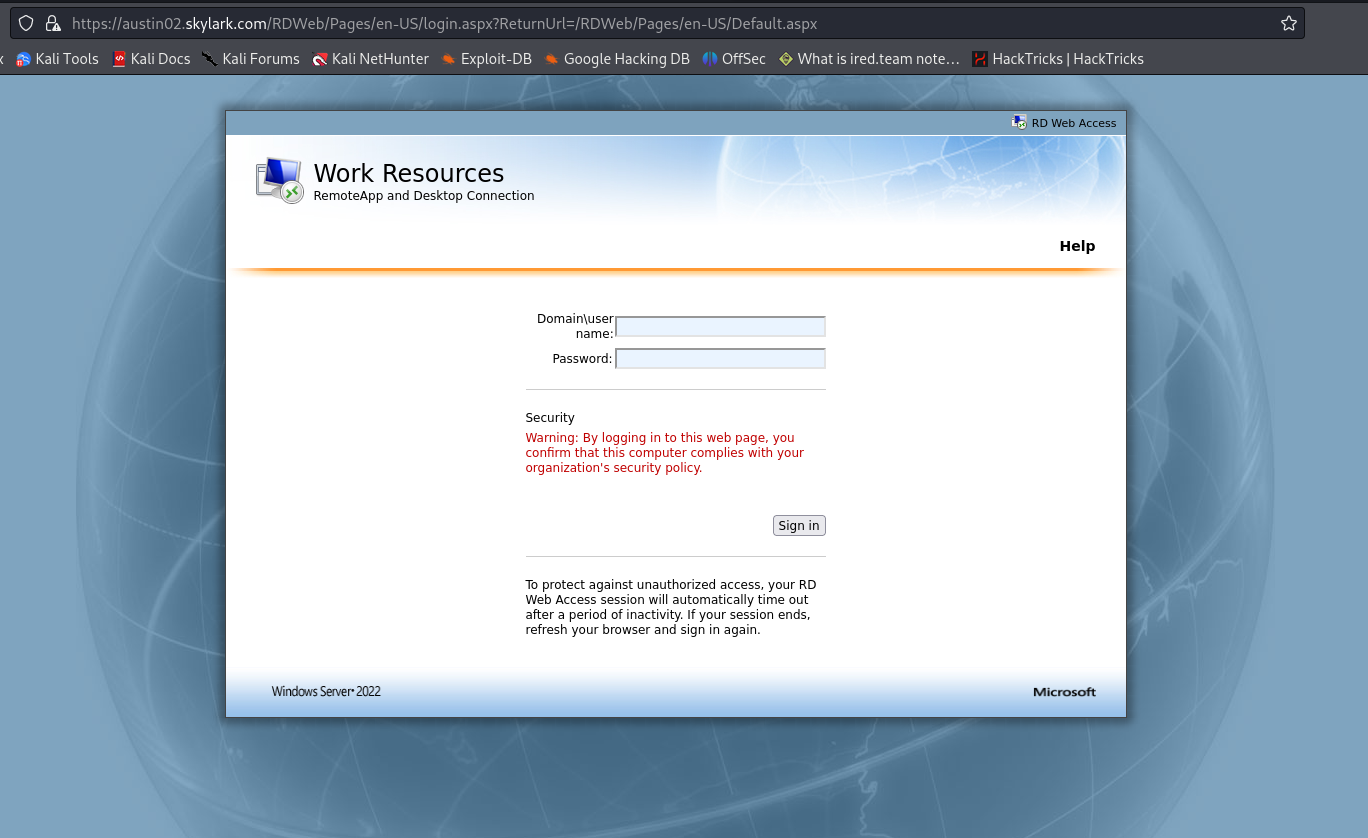 https://austin02.skylark.com/RDWeb/Pages/en-US/login.aspx?ReturnUrl=/RDWeb/Pages/en-US/Default.aspx
Kali Tools Kali Docs Kali Forums Kali NetHunter Exploit-DB Google Hacking DB OffSec What is ired.team note… HackTricks | HackTricks
RD Web Access
Work Resources
RemoteApp and Desktop Connection
Help
Domain\user
name:
Password:
Security
Warning: By logging in to this web page, you
confirm that this computer complies with your
organization's security policy.
Sign in
To protect against unauthorized access, your RD
Web Access session will automatically time out
after a period of inactivity. If your session ends,
refresh your browser and sign in again.
Windows Server 2022
Microsoft